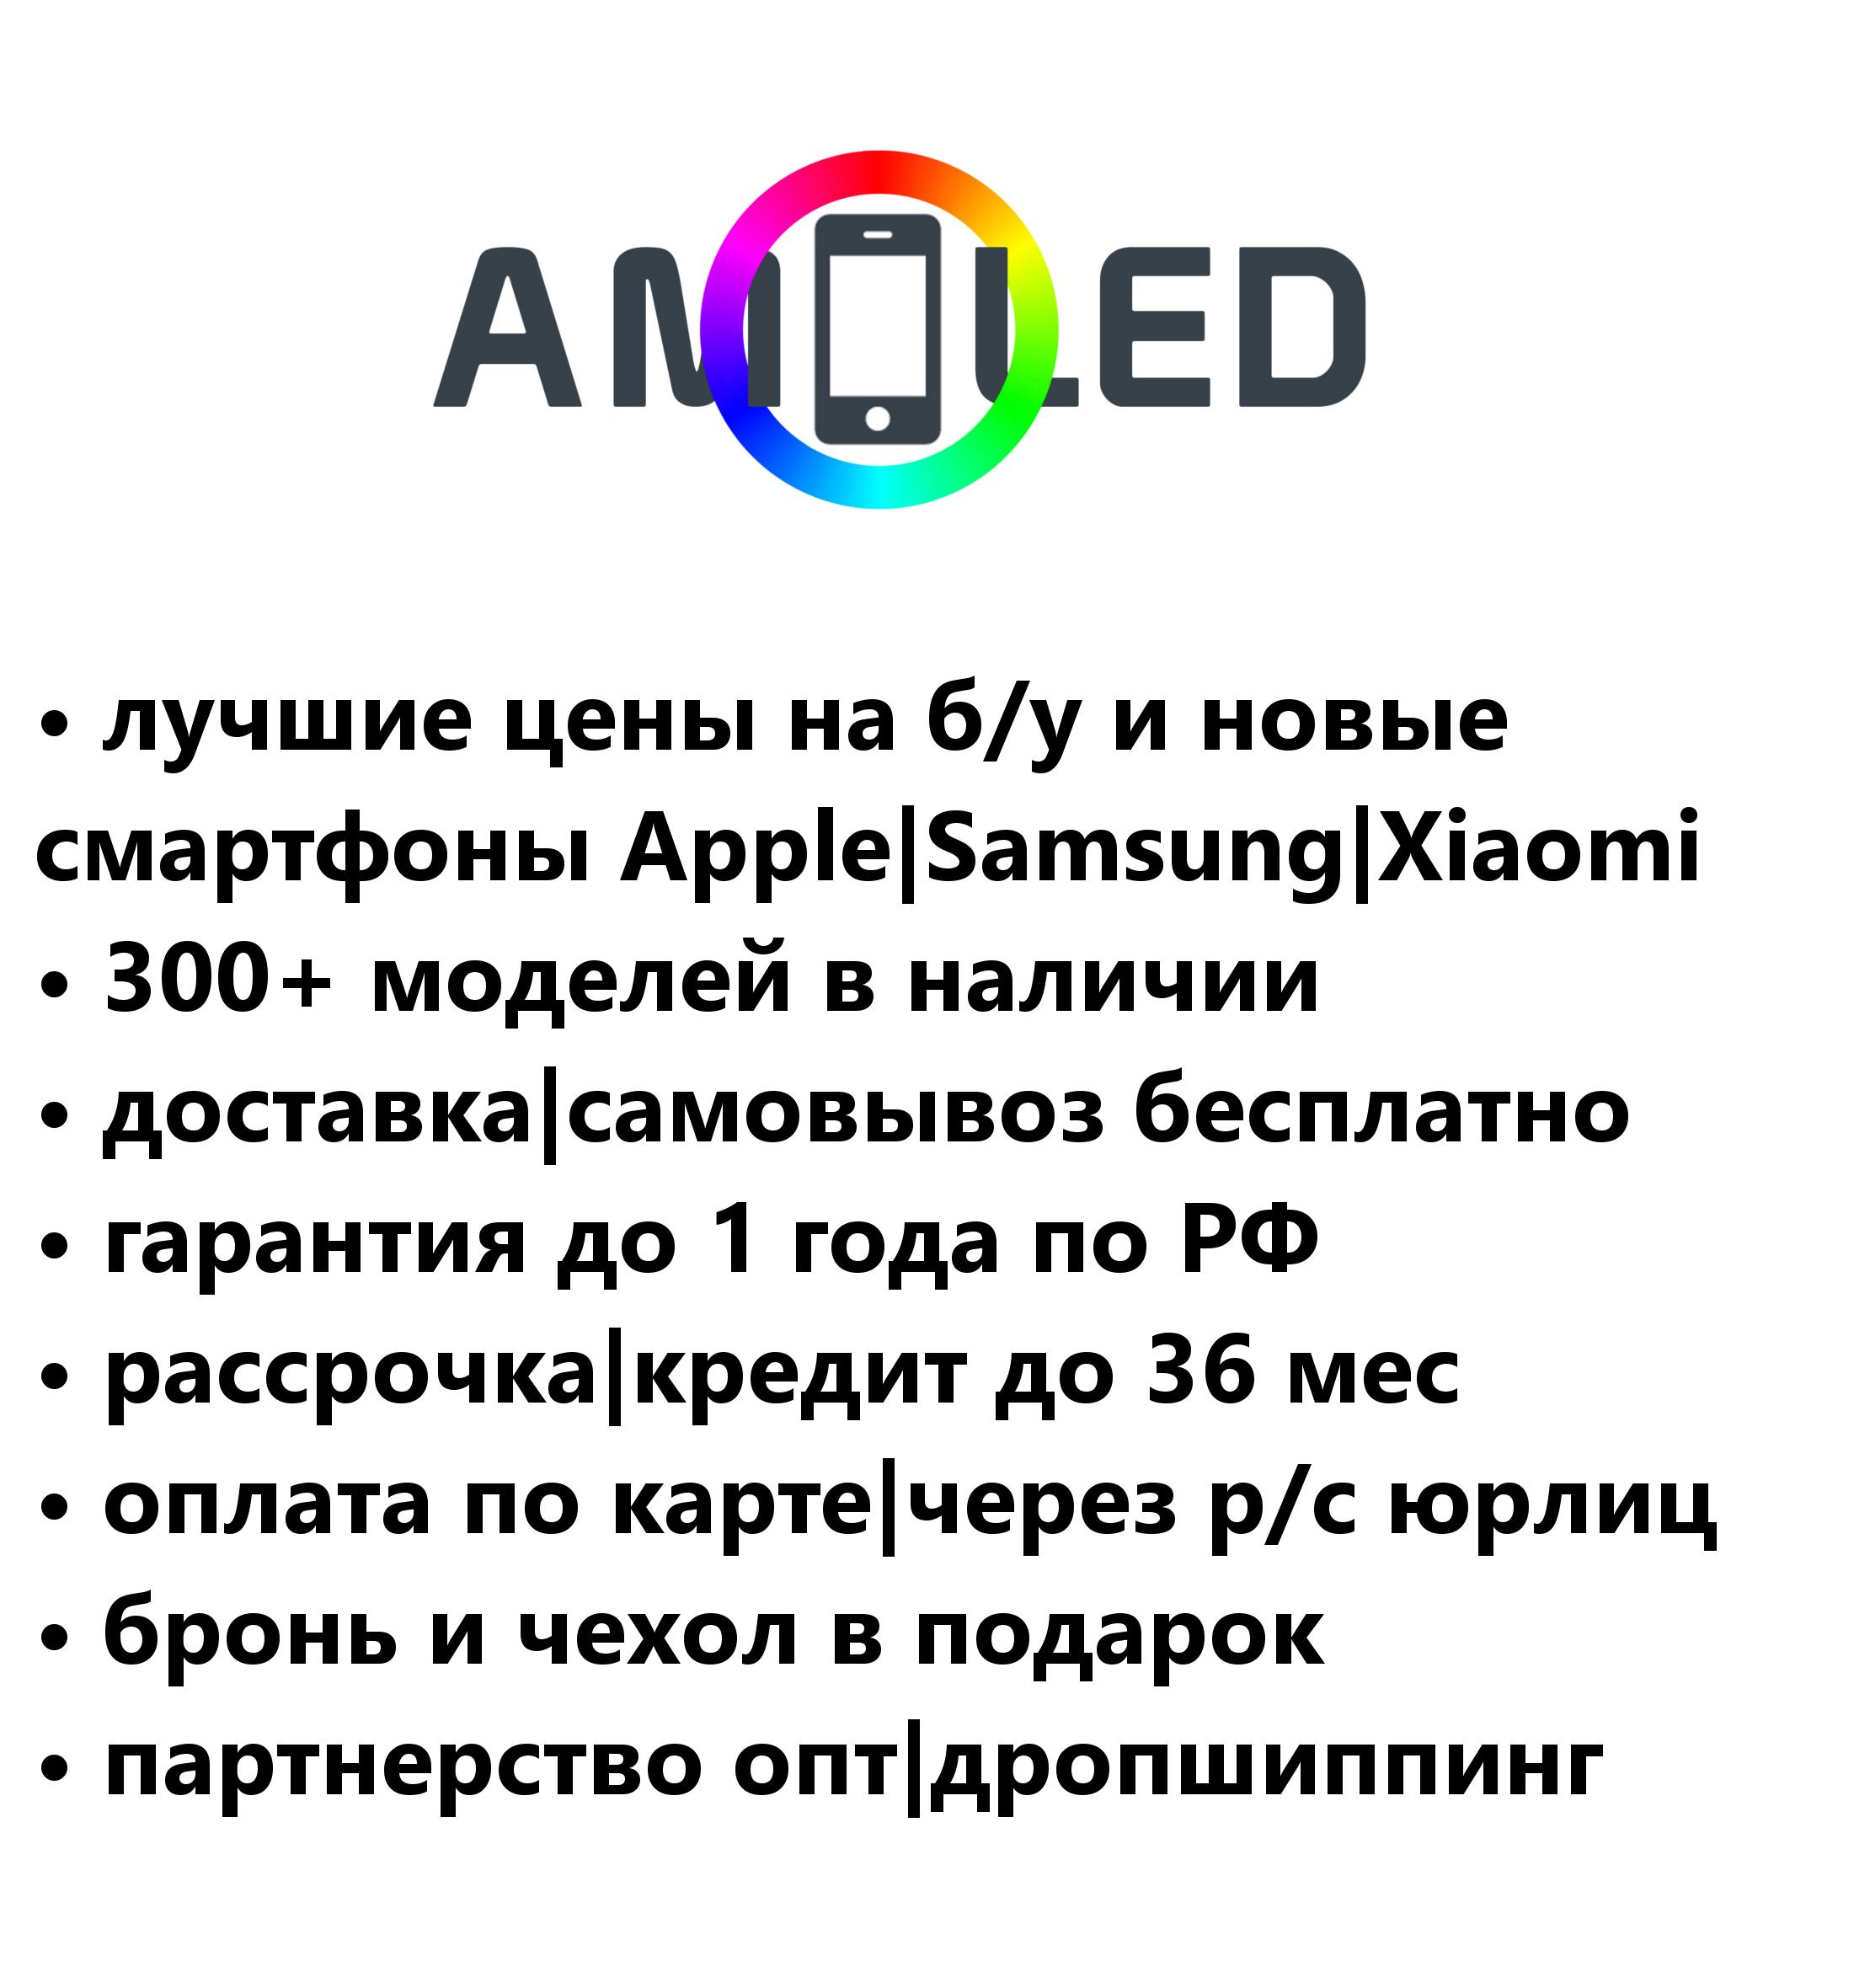 AMOLED
• лучшие цены на б/у и новые
смартфоны Apple|Samsung|Xiaomi
• 300+ моделей в наличии
• доставка|самовывоз бесплатно
• гарантия до 1 года по РФ
• рассрочка|кредит до 36 мес
• оплата по карте|через р/с юрлиц
• бронь и чехол в подарок
• партнерство опт|дропшиппинг